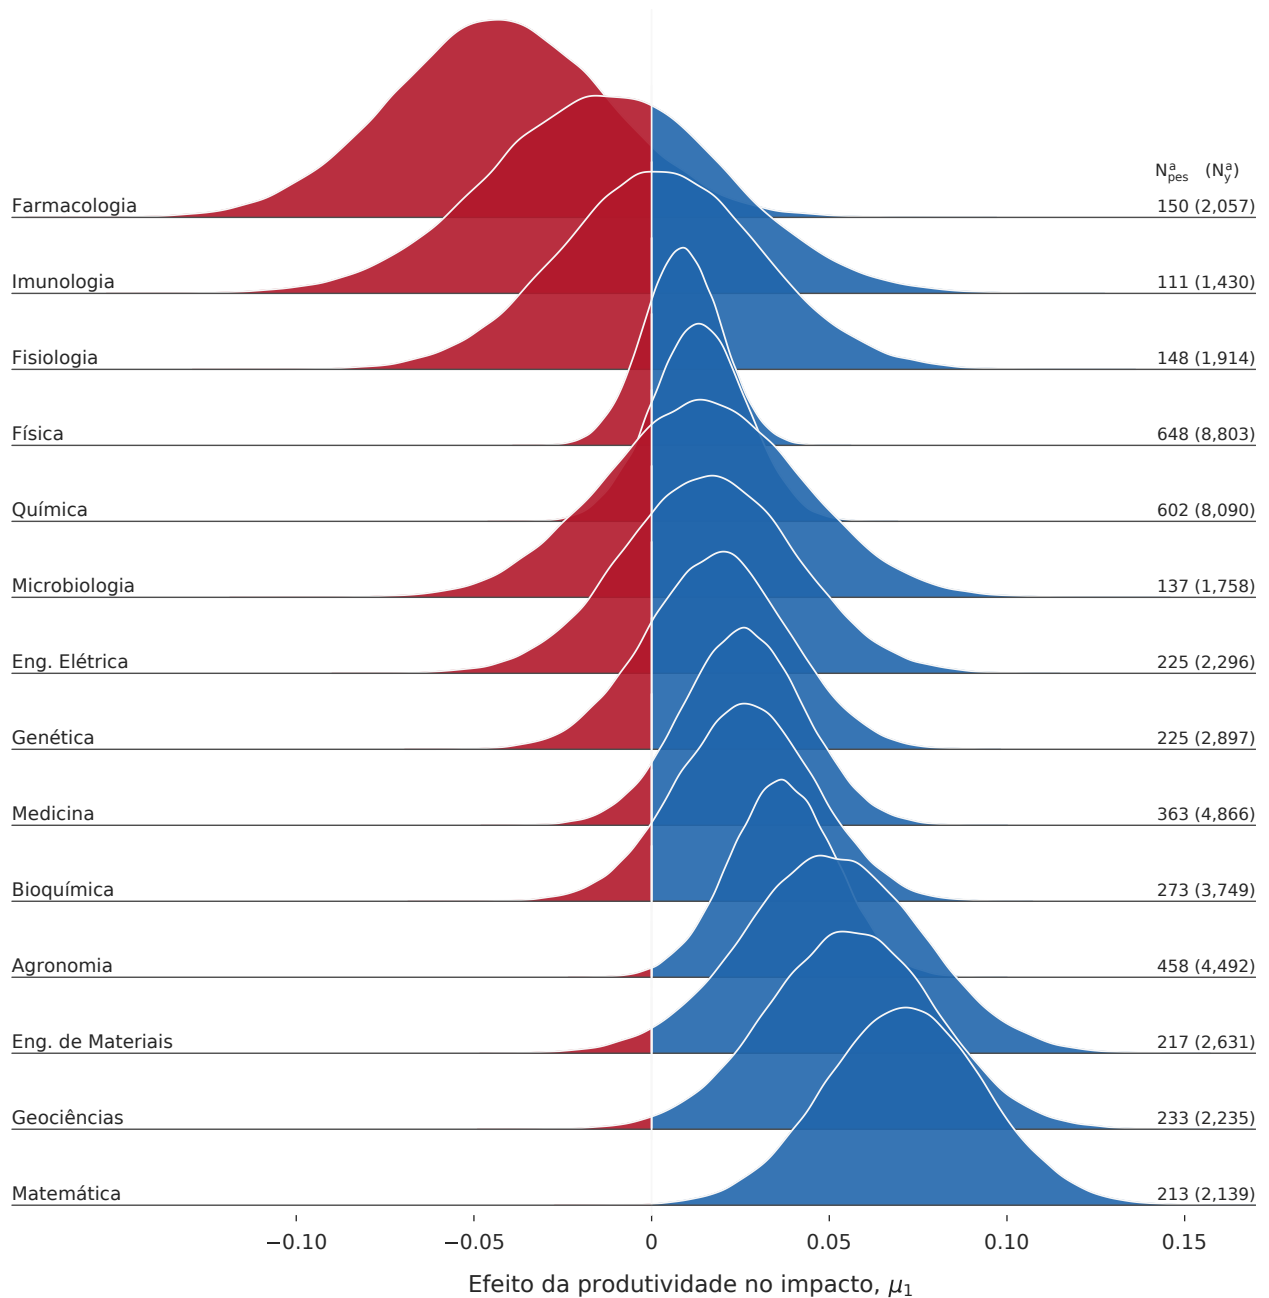 N^a_pes (N^a_y)
Farmacologia 150 (2,057)
Imunologia 111 (1,430)
Fisiologia 148 (1,914)
Física 648 (8,803)
Química 602 (8,090)
Microbiologia 137 (1,758)
Eng. Elétrica 225 (2,296)
Genética 225 (2,897)
Medicina 363 (4,866)
Bioquímica 273 (3,749)
Agronomia 458 (4,492)
Eng. de Materiais 217 (2,631)
Geociências 233 (2,235)
Matemática 213 (2,139)
−0.10 −0.05 0 0.05 0.10 0.15
Efeito da produtividade no impacto, μ₁